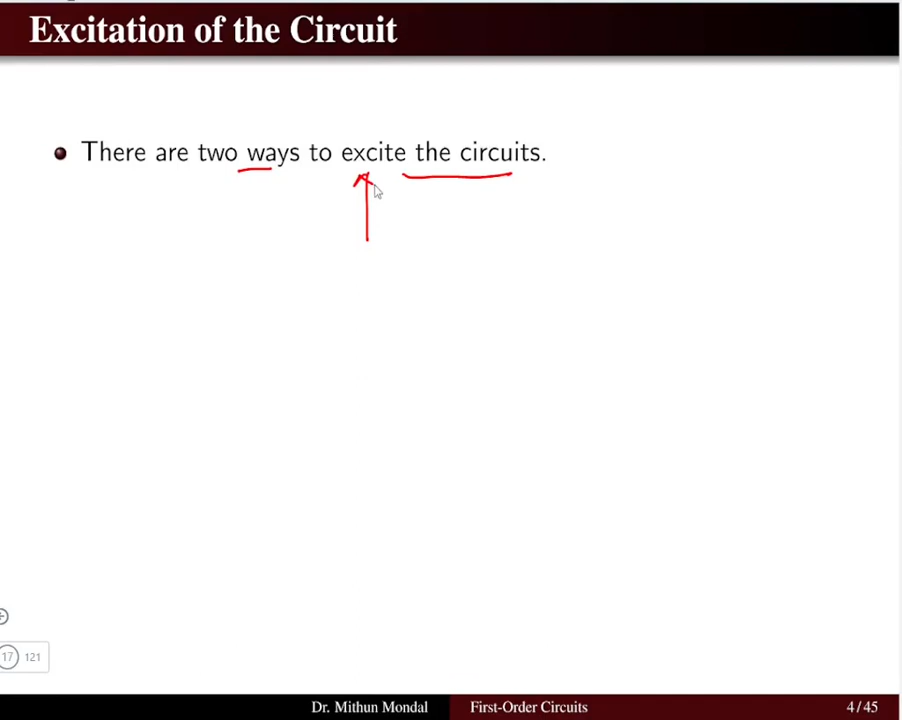 Excitation of the Circuit
There are two ways to excite the circuits.
17 121
Dr. Mithun Mondal First-Order Circuits 4 / 45